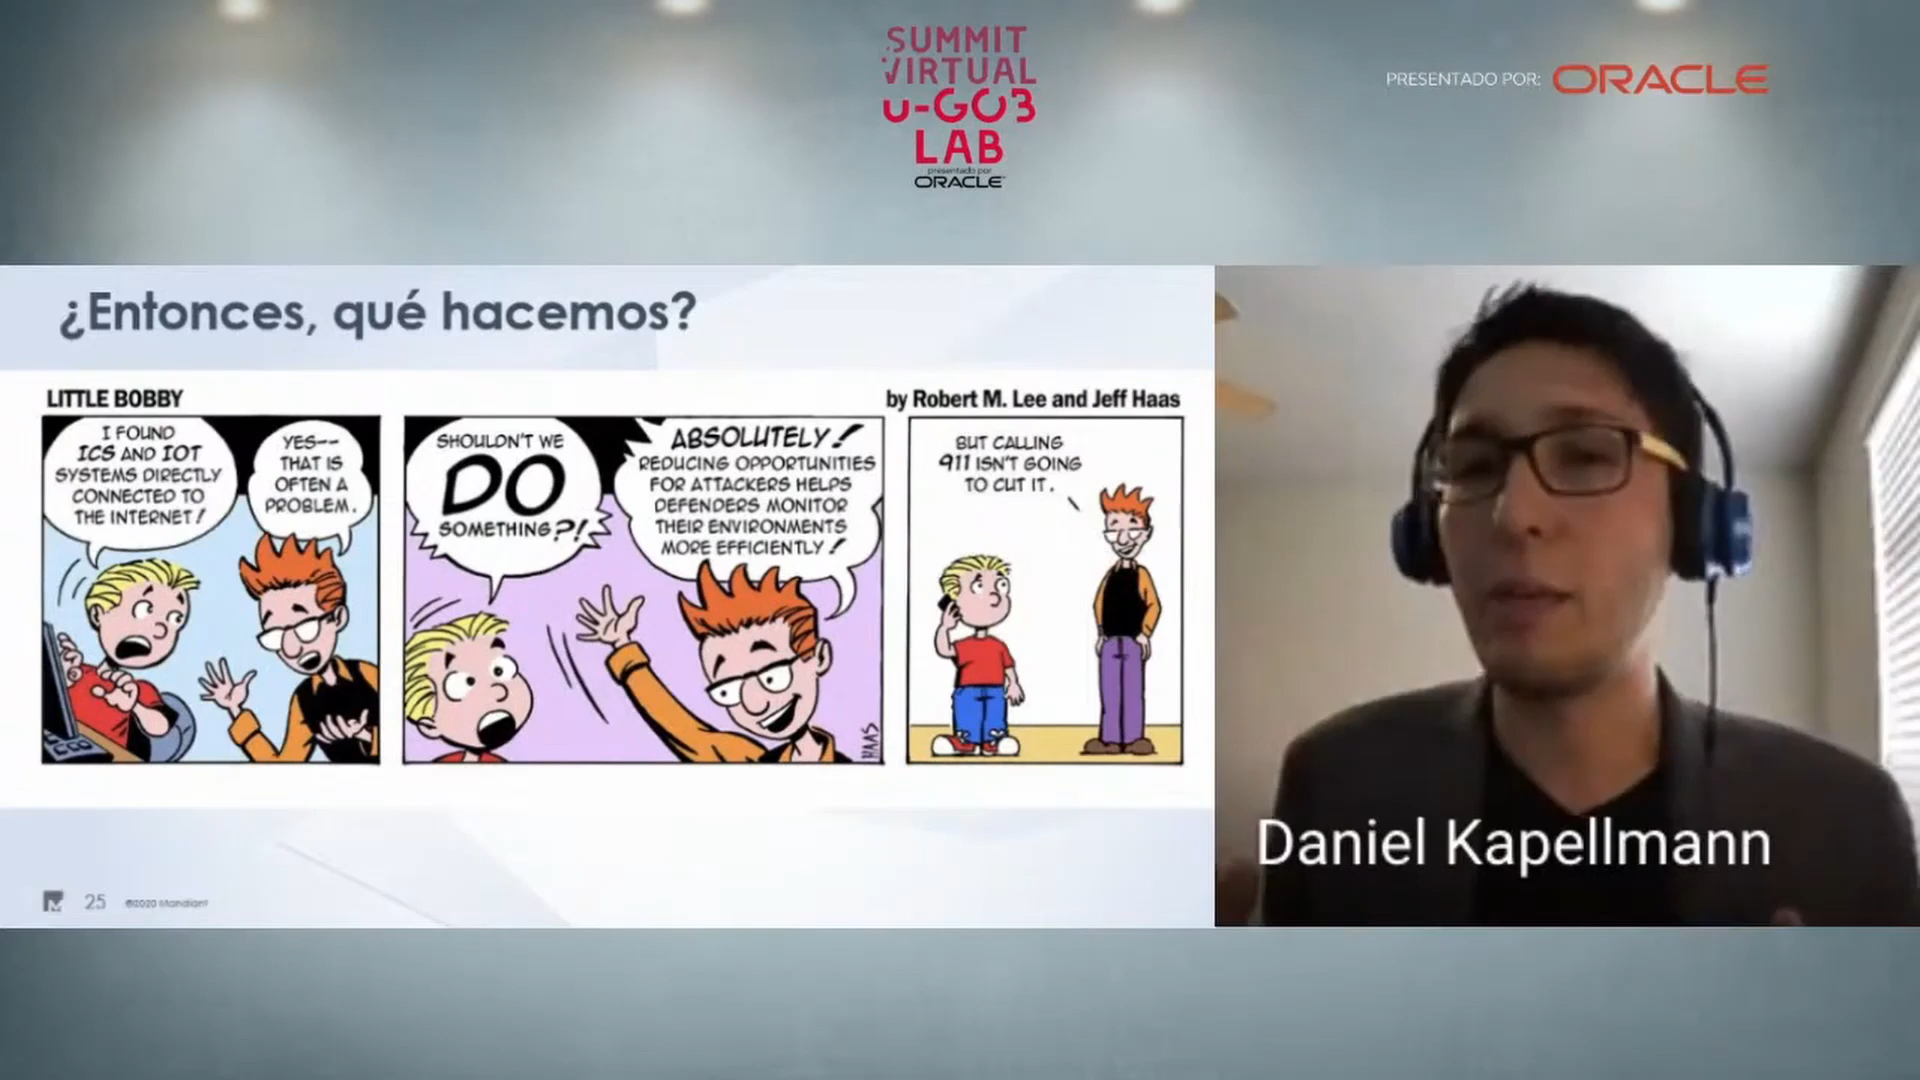 SUMMIT
VIRTUAL
u-GO3
LAB
presentado por
ORACLE
PRESENTADO POR: ORACLE
¿Entonces, qué hacemos?
LITTLE BOBBY
by Robert M. Lee and Jeff Haas
I FOUND
ICS AND IOT
SYSTEMS DIRECTLY
CONNECTED TO
THE INTERNET!
YES--
THAT IS
OFTEN A
PROBLEM.
SHOULDN'T WE
DO
SOMETHING?!
ABSOLUTELY!
REDUCING OPPORTUNITIES
FOR ATTACKERS HELPS
DEFENDERS MONITOR
THEIR ENVIRONMENTS
MORE EFFICIENTLY!
HAAS
BUT CALLING
911 ISN'T GOING
TO CUT IT.
25 ©2020 Mandiant
Daniel Kapellmann